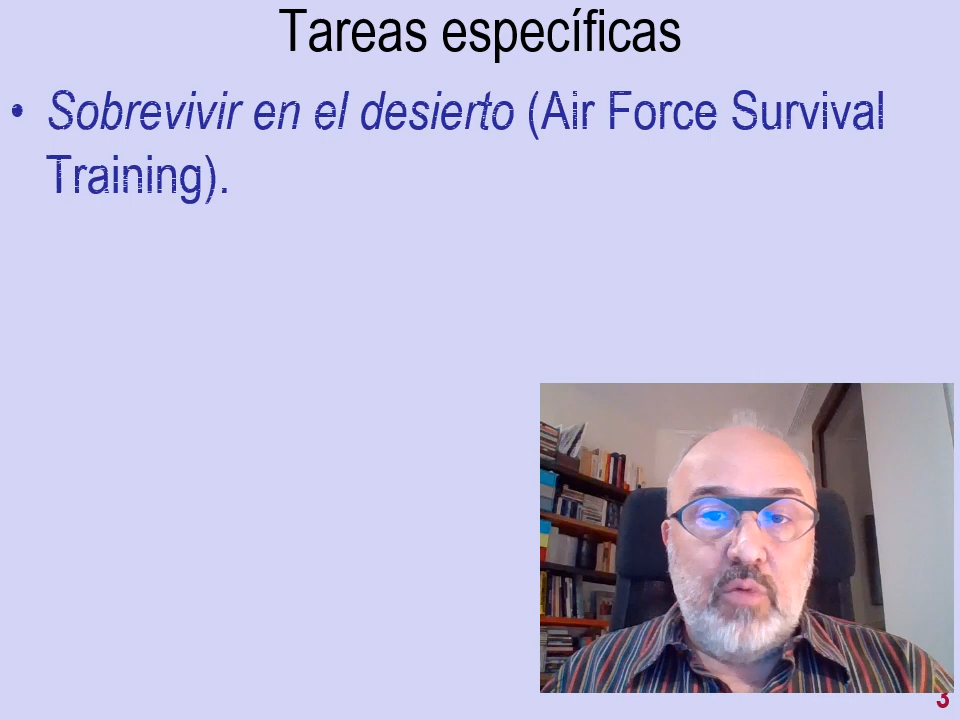 Tareas específicas
• Sobrevivir en el desierto (Air Force Survival
Training).
3